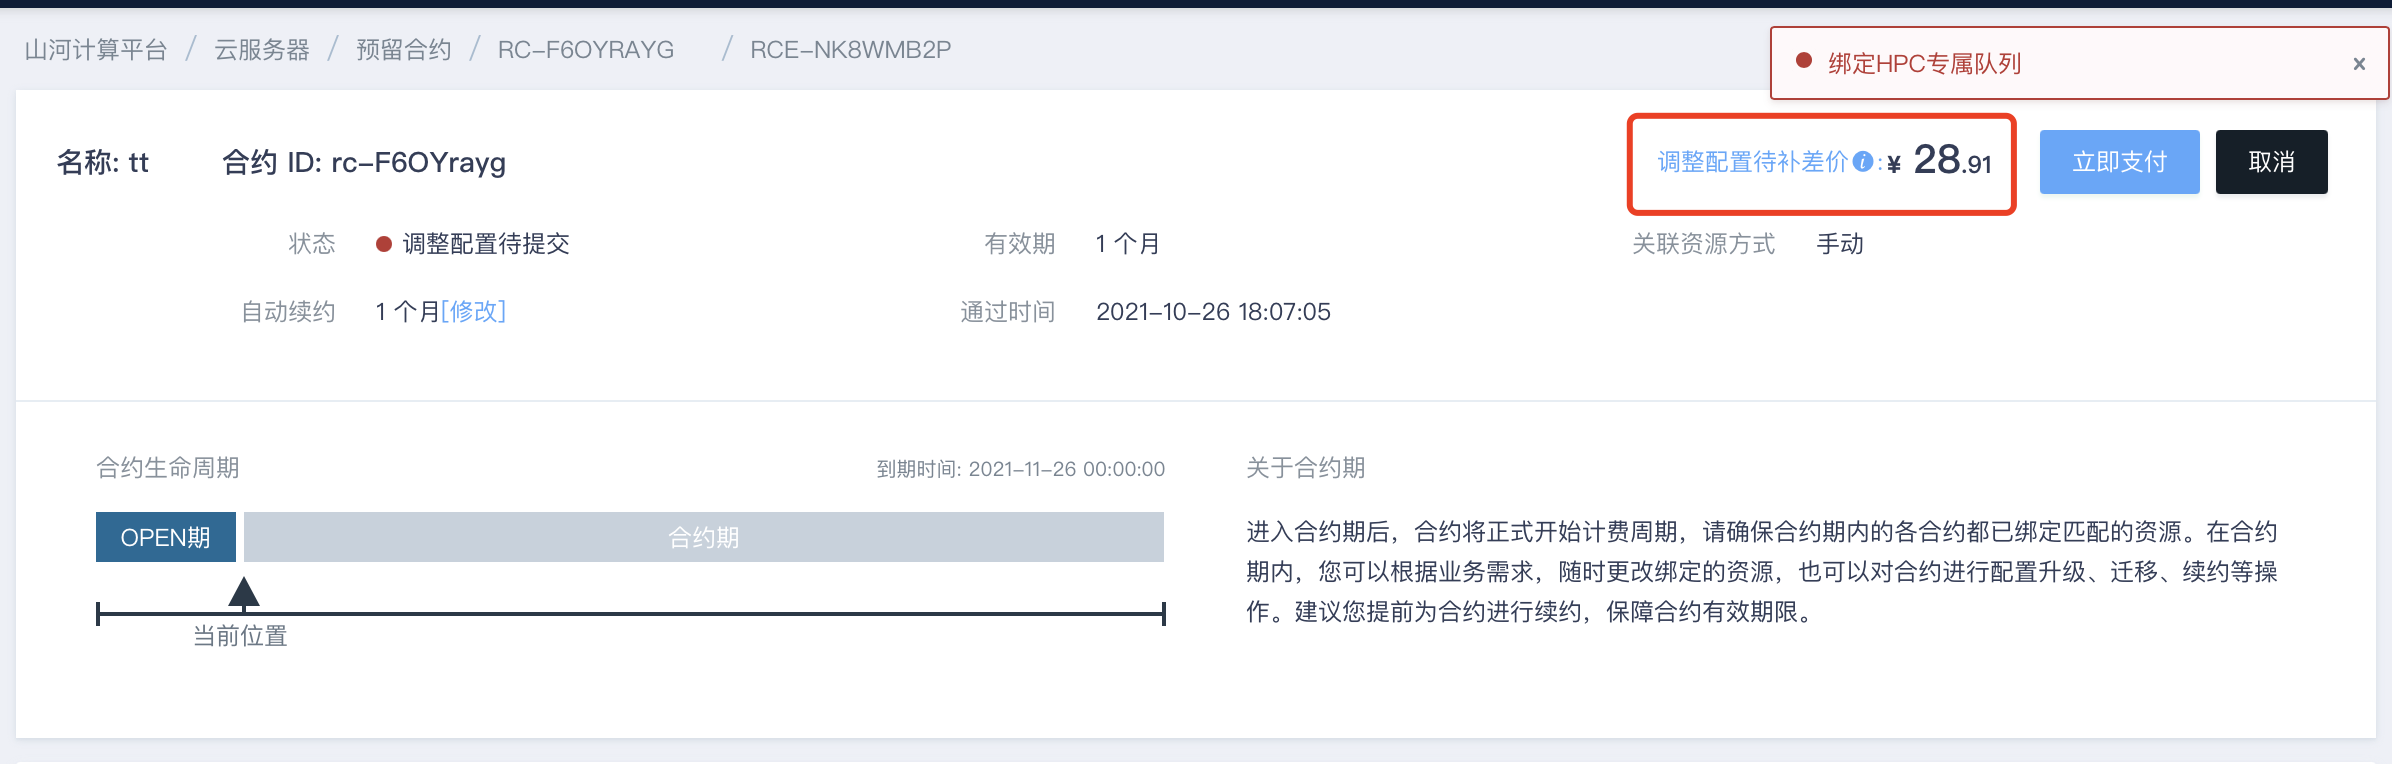 山河计算平台 / 云服务器 / 预留合约 / RC-F6OYRAYG / RCE-NK8WMB2P
绑定HPC专属队列 ×
名称: tt 合约 ID: rc-F6OYrayg
调整配置待补差价 i : ¥ 28.91 立即支付 取消
状态 调整配置待提交 有效期 1 个月 关联资源方式 手动
自动续约 1 个月[修改] 通过时间 2021-10-26 18:07:05
合约生命周期 到期时间: 2021-11-26 00:00:00
OPEN期 合约期
当前位置
关于合约期
进入合约期后，合约将正式开始计费周期，请确保合约期内的各合约都已绑定匹配的资源。在合约
期内，您可以根据业务需求，随时更改绑定的资源，也可以对合约进行配置升级、迁移、续约等操
作。建议您提前为合约进行续约，保障合约有效期限。